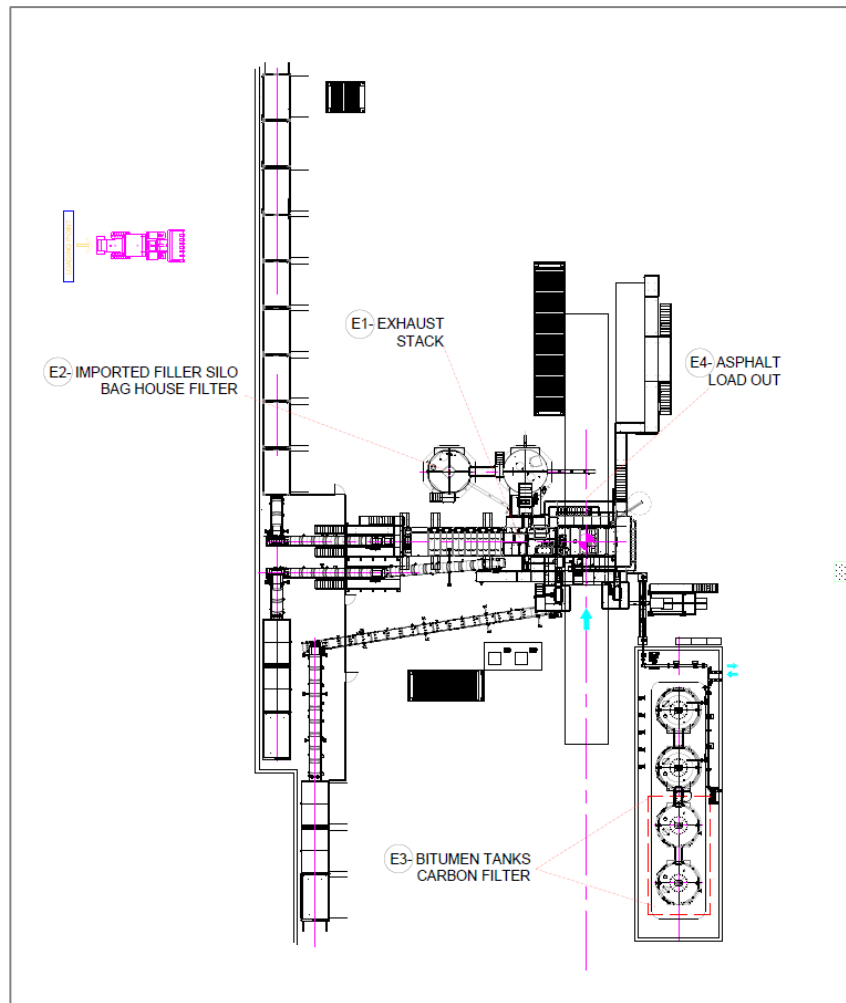 E1- EXHAUST
STACK
E2- IMPORTED FILLER SILO
BAG HOUSE FILTER
E4- ASPHALT
LOAD OUT
E3- BITUMEN TANKS
CARBON FILTER